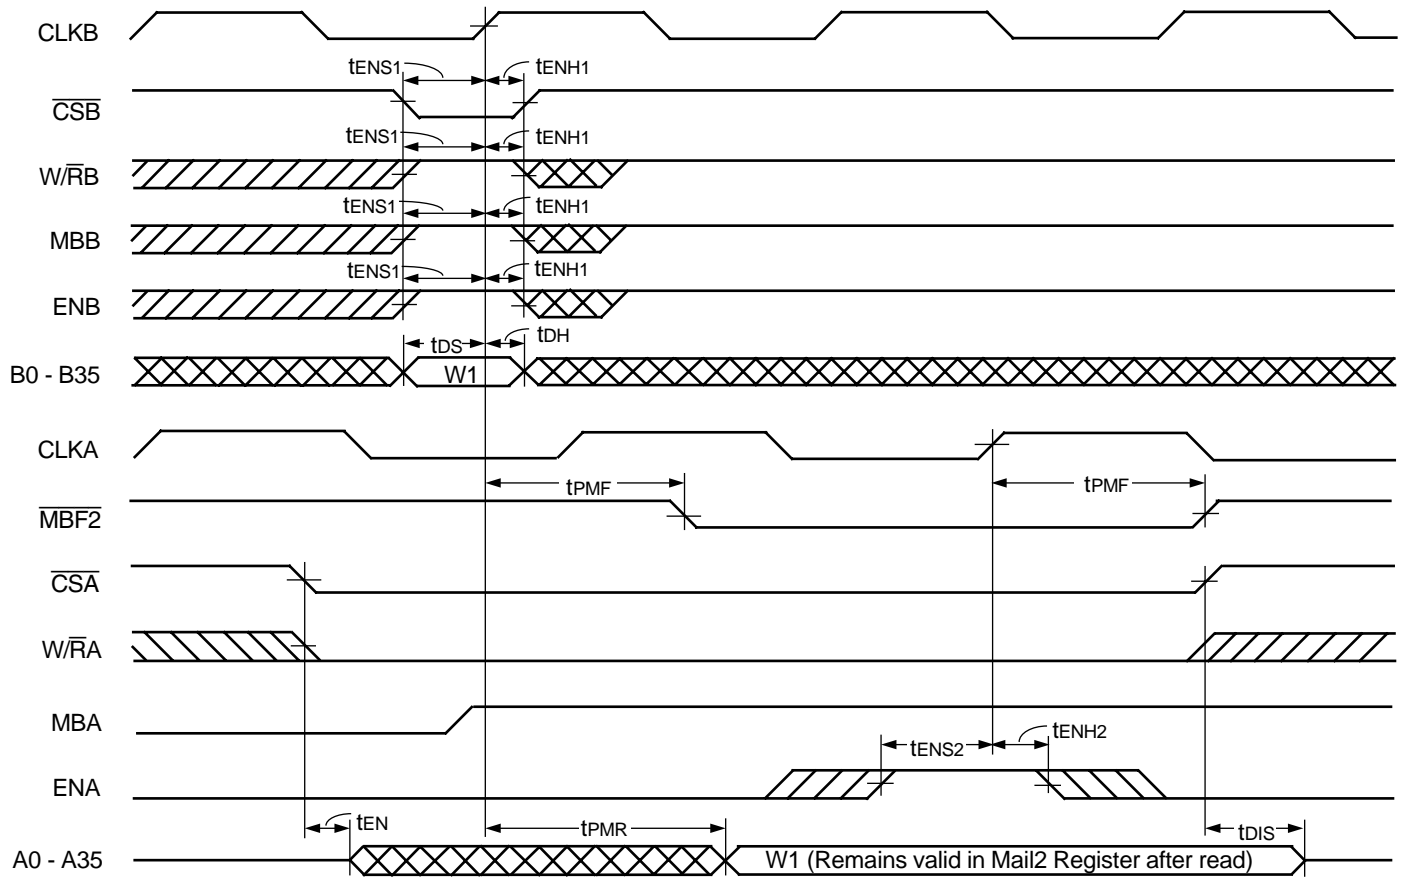 CLKB
tENS1 tENH1
CSB
tENS1 tENH1
W/RB
tENS1 tENH1
MBB
tENS1 tENH1
ENB
tDS tDH
B0 - B35 W1
CLKA
tPMF tPMF
MBF2
CSA
W/RA
MBA
tENS2 tENH2
ENA
tEN tPMR tDIS
A0 - A35 W1 (Remains valid in Mail2 Register after read)